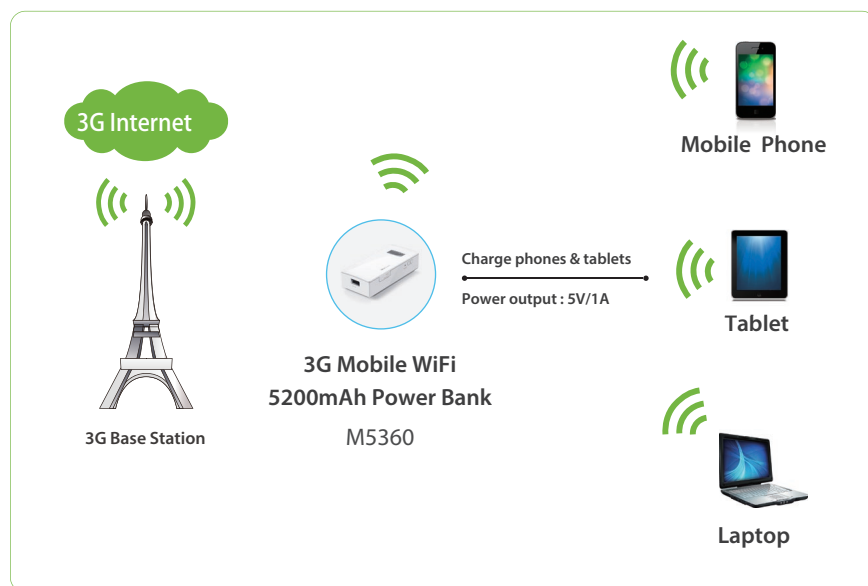 3G Internet
3G Base Station
3G Mobile WiFi
5200mAh Power Bank
M5360
Charge phones & tablets
Power output : 5V/1A
Mobile Phone
Tablet
Laptop